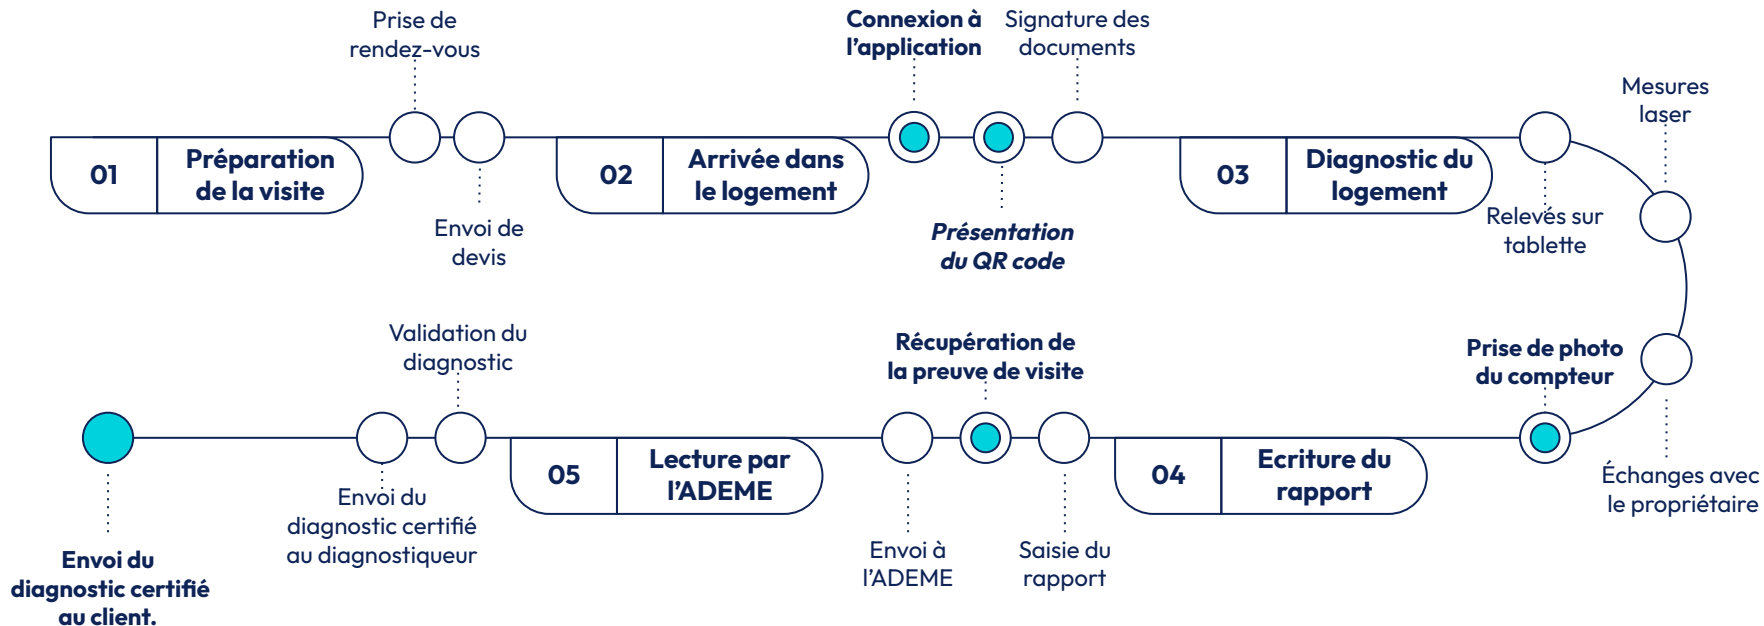 Prise de
rendez-vous
01
Préparation
de la visite
Envoi de
devis
02
Arrivée dans
le logement
Connexion à
l'application
Présentation
du QR code
Signature des
documents
03
Diagnostic du
logement
Relevés sur
tablette
Mesures
laser
Échanges avec
le propriétaire
Prise de photo
du compteur
04
Ecriture du
rapport
Saisie du
rapport
Récupération de
la preuve de visite
Envoi à
l'ADEME
05
Lecture par
l'ADEME
Validation du
diagnostic
Envoi du
diagnostic certifié
au diagnostiqueur
Envoi du
diagnostic certifié
au client.